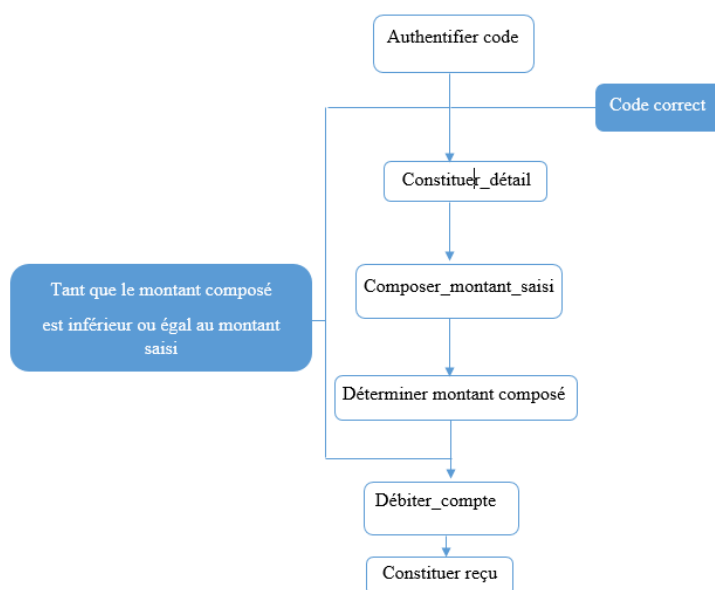 Authentifier code
Code correct
Constituer_détail
Tant que le montant composé
est inférieur ou égal au montant
saisi
Composer_montant_saisi
Déterminer montant composé
Débiter_compte
Constituer reçu